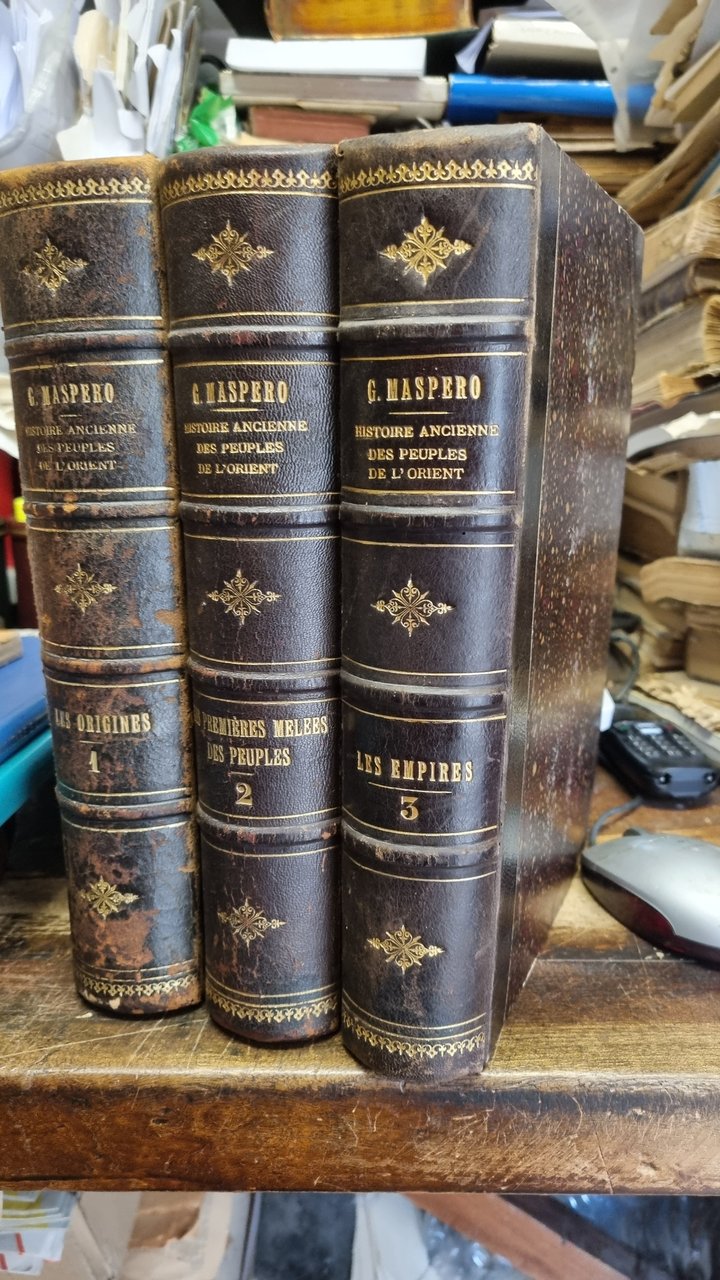 G. MASPERO
HISTOIRE ANCIENNE
DES PEUPLES
DE L'ORIENT
LES ORIGINES
1
G. MASPERO
HISTOIRE ANCIENNE
DES PEUPLES
DE L'ORIENT
PREMIÈRES MELEES
DES PEUPLES
2
G. MASPERO
HISTOIRE ANCIENNE
DES PEUPLES
DE L'ORIENT
LES EMPIRES
3